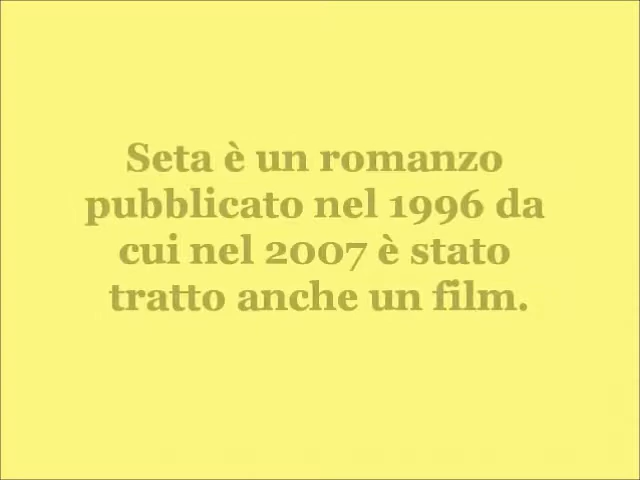 Seta è un romanzo
pubblicato nel 1996 da
cui nel 2007 è stato
tratto anche un film.